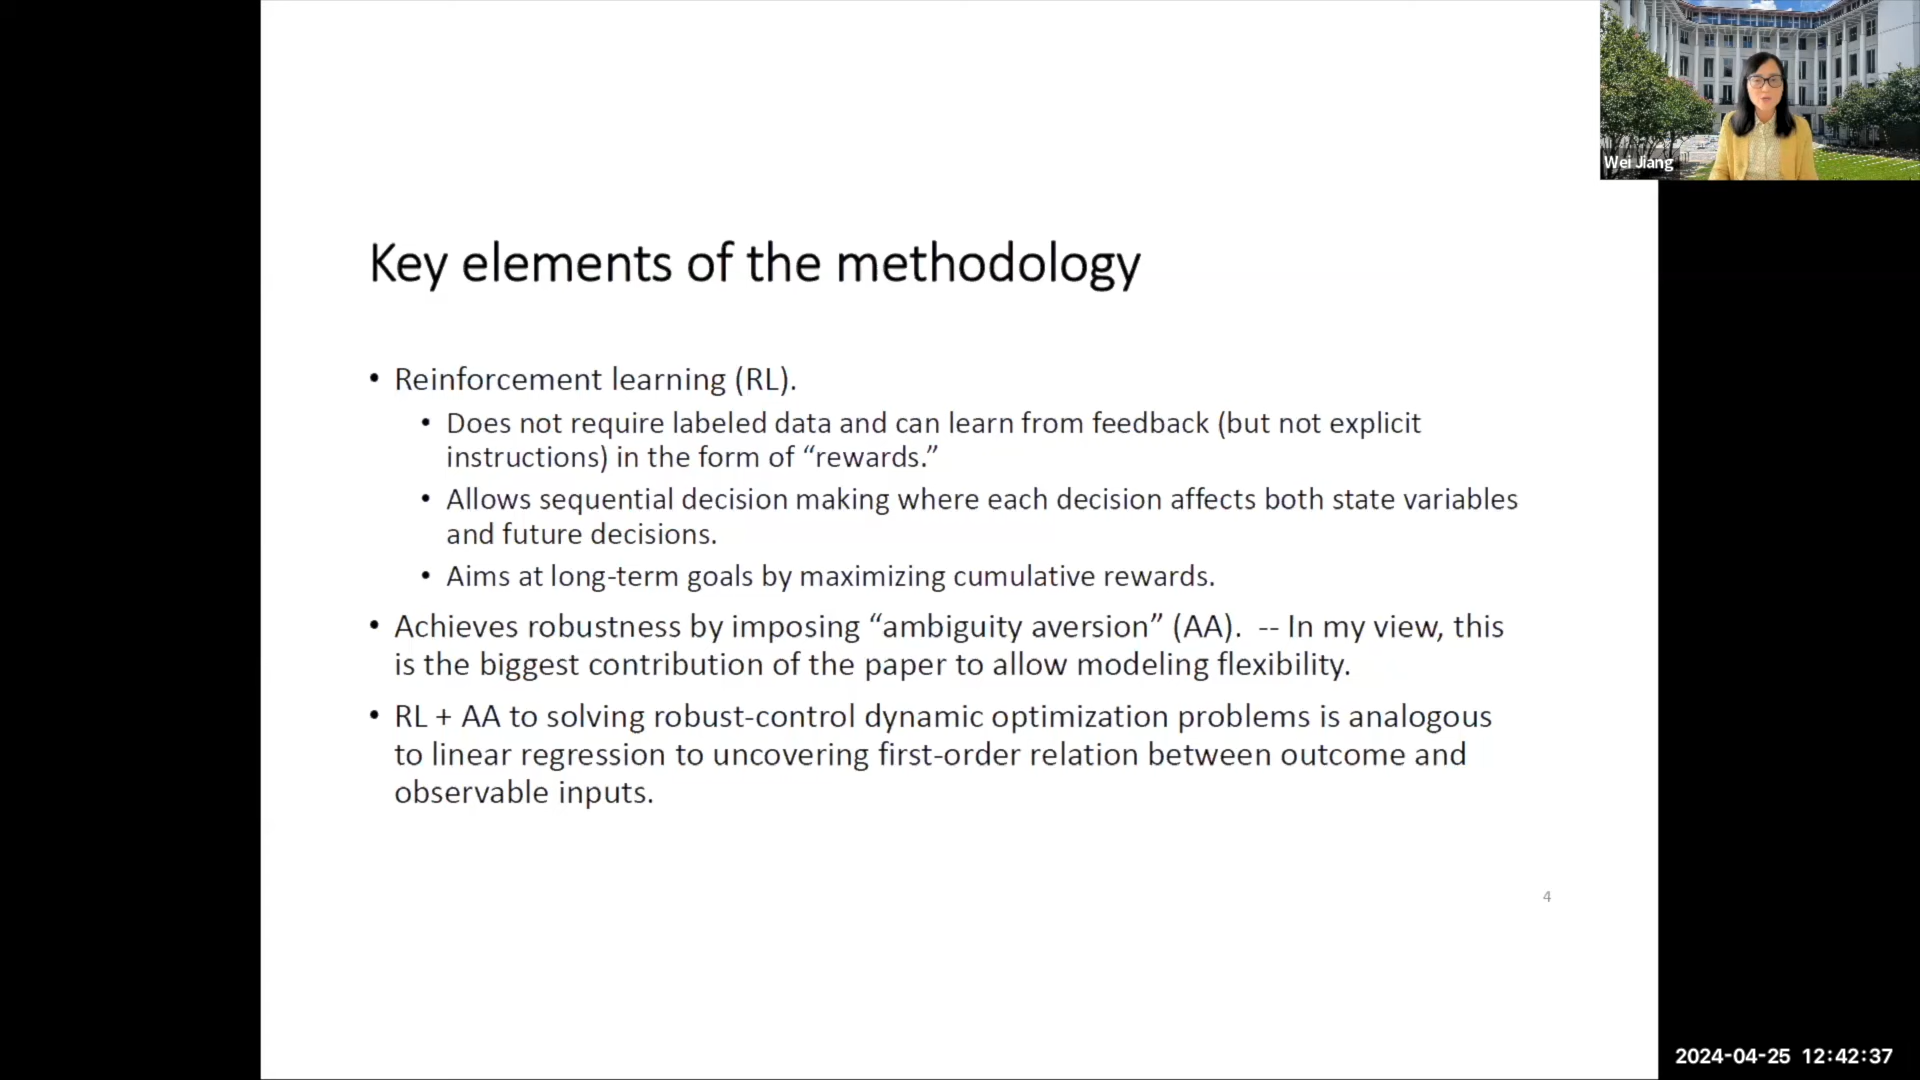 Wei Jiang
Key elements of the methodology
• Reinforcement learning (RL).
• Does not require labeled data and can learn from feedback (but not explicit
instructions) in the form of “rewards.”
• Allows sequential decision making where each decision affects both state variables
and future decisions.
• Aims at long-term goals by maximizing cumulative rewards.
• Achieves robustness by imposing “ambiguity aversion” (AA).  -- In my view, this
is the biggest contribution of the paper to allow modeling flexibility.
• RL + AA to solving robust-control dynamic optimization problems is analogous
to linear regression to uncovering first-order relation between outcome and
observable inputs.
4
2024-04-25 12:42:37